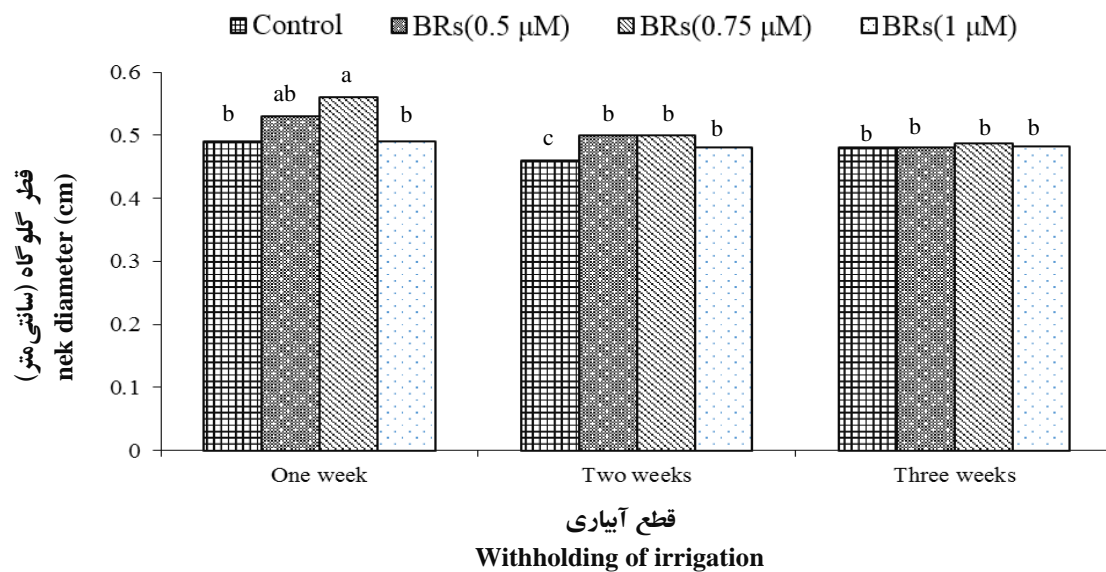 Control BRs(0.5 μM) BRs(0.75 μM) BRs(1 μM)
قطر گلوگاه (سانتی‌متر)
nek diameter (cm)
0.6
0.5
0.4
0.3
0.2
0.1
0
b ab a b
c b b b
b b b b
One week Two weeks Three weeks
قطع آبیاری
Withholding of irrigation